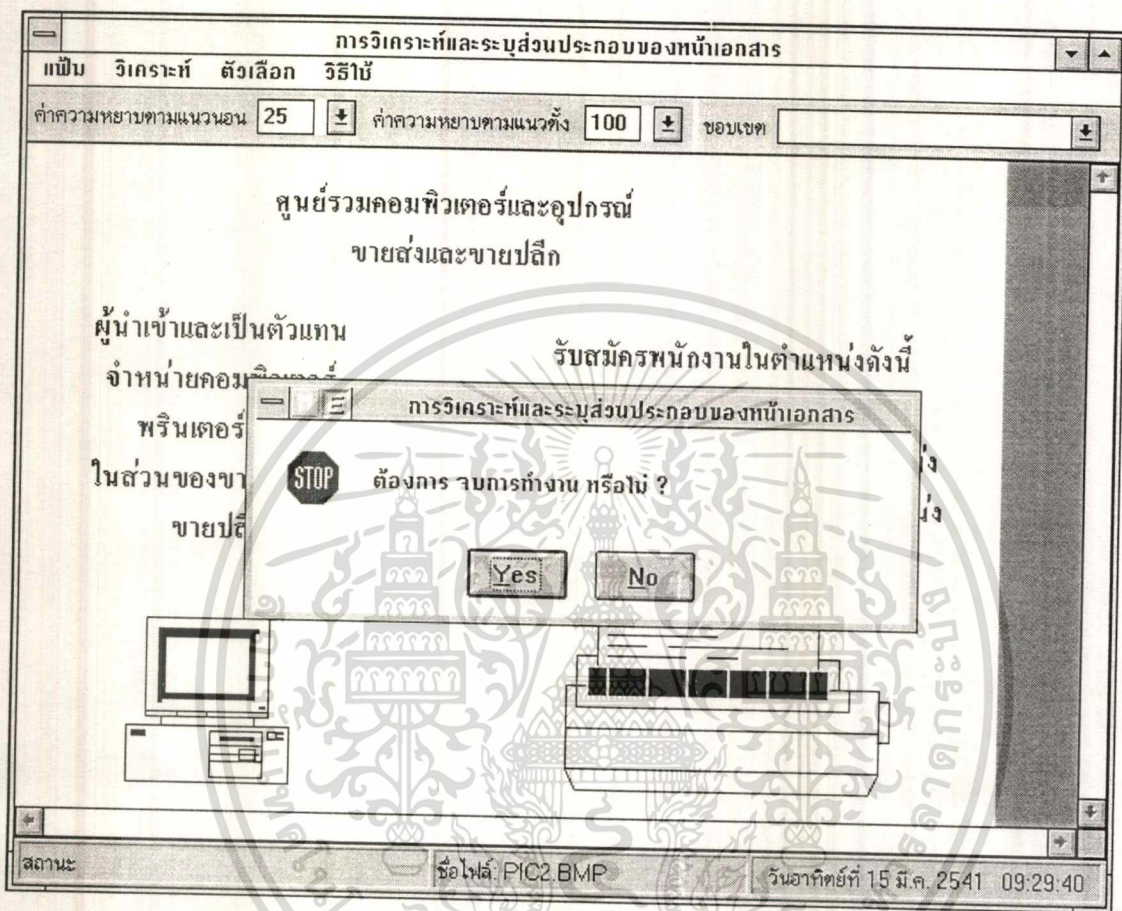 การวิเคราะห์และระบุส่วนประกอบของหน้าเอกสาร
แฟ้ม วิเคราะห์ ตัวเลือก วิธีใช้
ค่าความหยาบตามแนวนอน 25 ค่าความหยาบตามแนวตั้ง 100 ขอบเขต
ศูนย์รวมคอมพิวเตอร์และอุปกรณ์
ขายส่งและขายปลีก
ผู้นำเข้าและเป็นตัวแทน
จำหน่ายคอมพิวเตอร์
พรินเตอร์
ในส่วนของขา
ขายปลี
รับสมัครพนักงานในตำแหน่งดังนี้
การวิเคราะห์และระบุส่วนประกอบของหน้าเอกสาร
STOP
ต้องการ จบการทำงาน หรือไม่ ?
Yes No
สถานะ ชื่อไฟล์: PIC2.BMP วันอาทิตย์ที่ 15 มี.ค. 2541 09:29:40